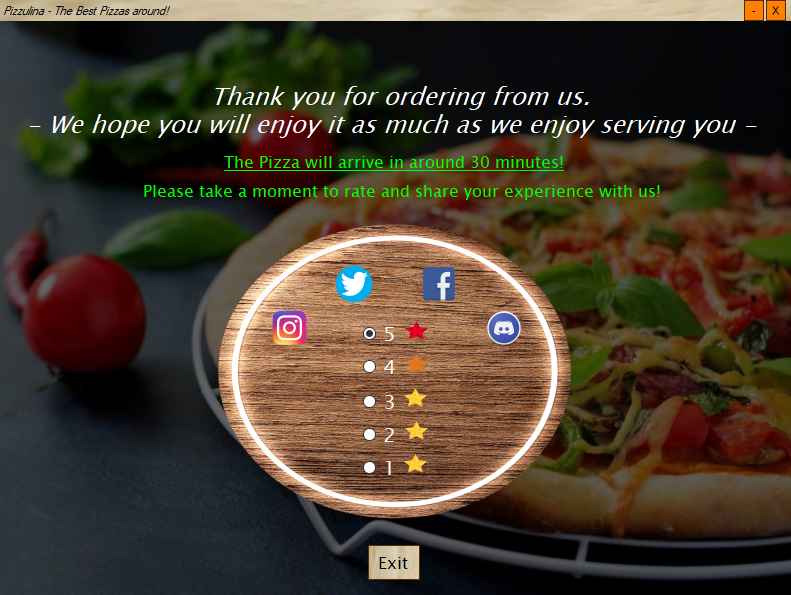 Pizzulina - The Best Pizzas around!
- X
Thank you for ordering from us.
- We hope you will enjoy it as much as we enjoy serving you -
The Pizza will arrive in around 30 minutes!
Please take a moment to rate and share your experience with us!
5
4
3
2
1
Exit